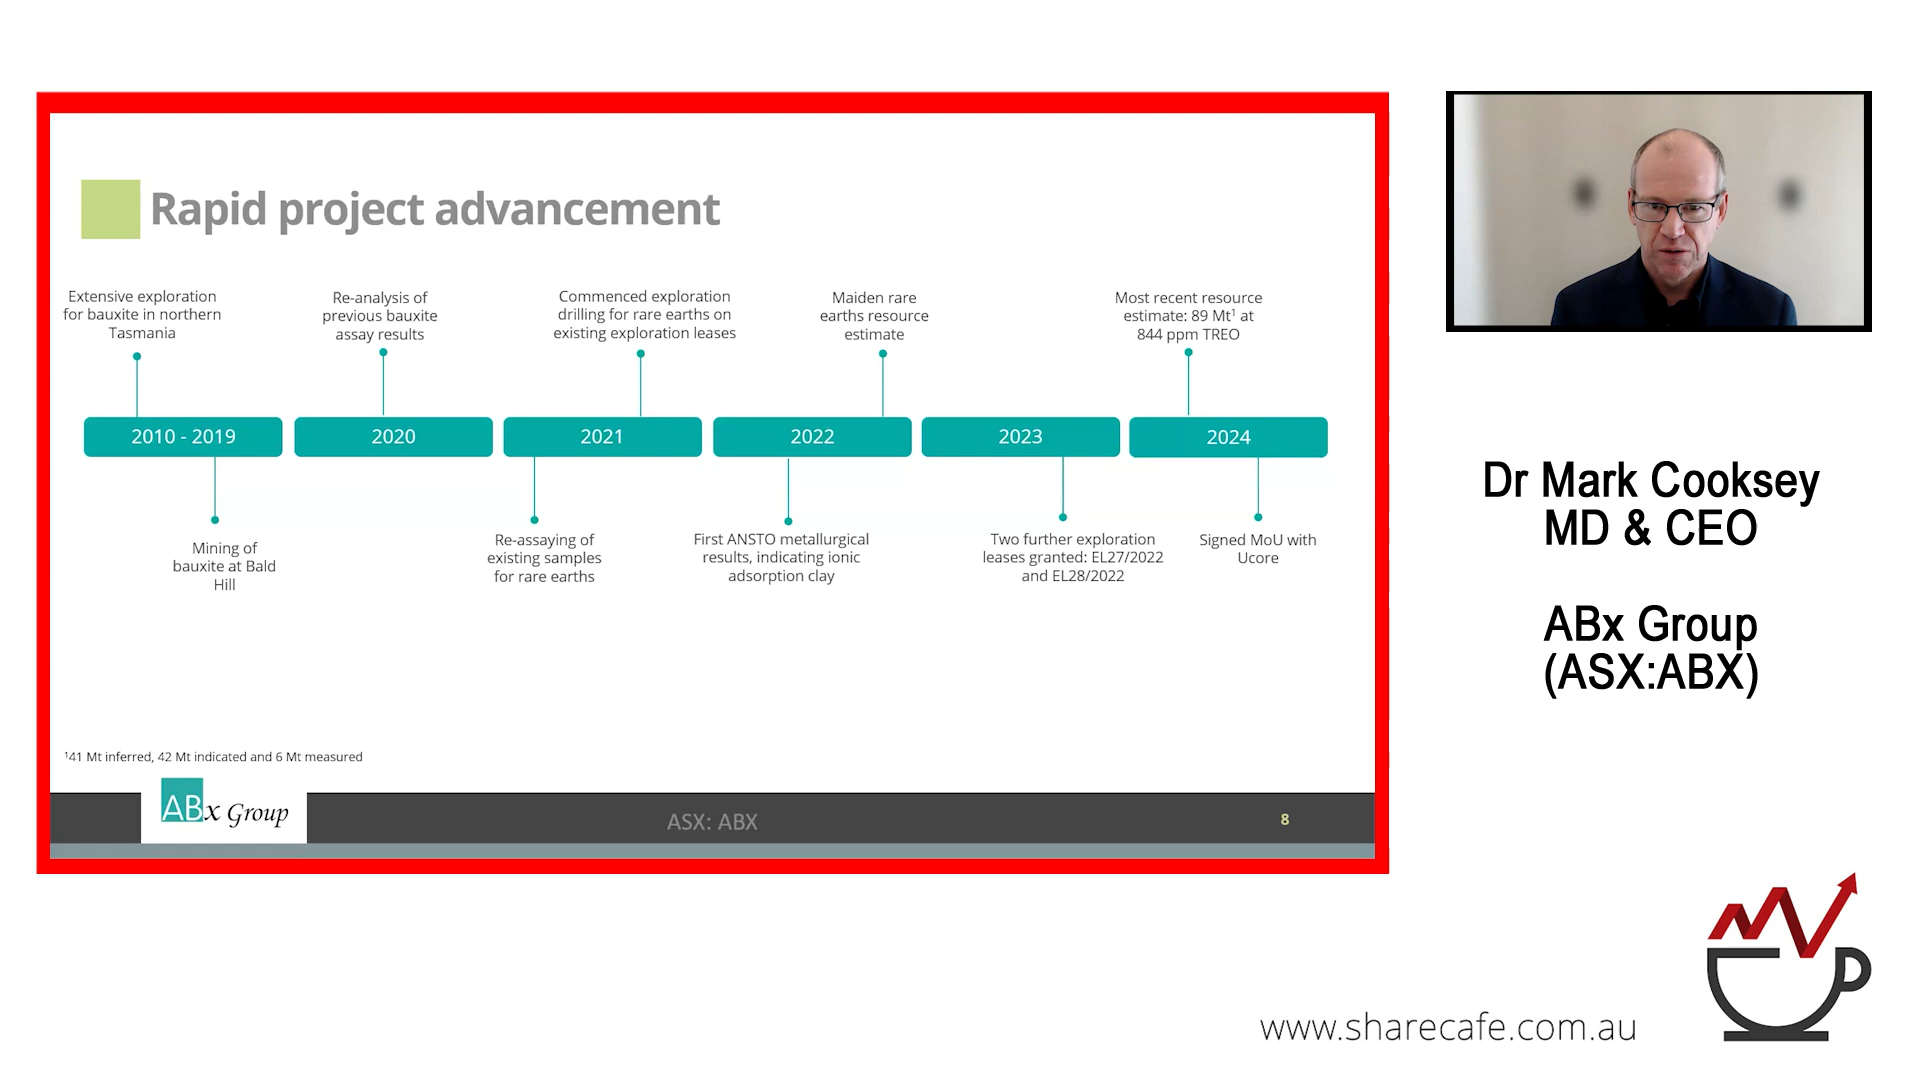 Rapid project advancement
Extensive exploration
for bauxite in northern
Tasmania
Re-analysis of
previous bauxite
assay results
Commenced exploration
drilling for rare earths on
existing exploration leases
Maiden rare
earths resource
estimate
Most recent resource
estimate: 89 Mt¹ at
844 ppm TREO
2010 - 2019
2020
2021
2022
2023
2024
Mining of
bauxite at Bald
Hill
Re-assaying of
existing samples
for rare earths
First ANSTO metallurgical
results, indicating ionic
adsorption clay
Two further exploration
leases granted: EL27/2022
and EL28/2022
Signed MoU with
Ucore
¹41 Mt inferred, 42 Mt indicated and 6 Mt measured
ABx Group
ASX: ABX
8
Dr Mark Cooksey
MD & CEO
ABx Group
(ASX:ABX)
www.sharecafe.com.au